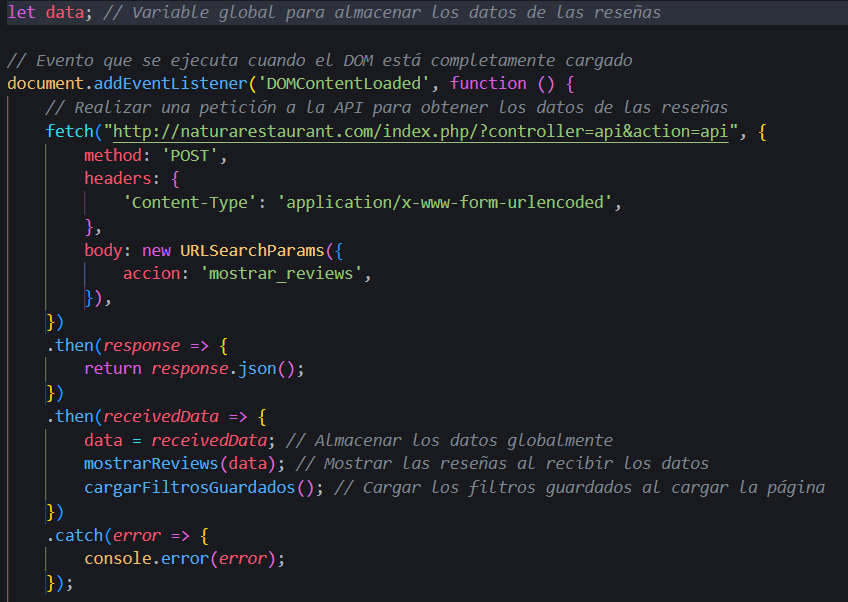 let data; // Variable global para almacenar los datos de las reseñas
// Evento que se ejecuta cuando el DOM está completamente cargado
document.addEventListener('DOMContentLoaded', function () {
// Realizar una petición a la API para obtener los datos de las reseñas
fetch("http://naturarestaurant.com/index.php/?controller=api&action=api", {
method: 'POST',
headers: {
'Content-Type': 'application/x-www-form-urlencoded',
},
body: new URLSearchParams({
accion: 'mostrar_reviews',
}),
})
.then(response => {
return response.json();
})
.then(receivedData => {
data = receivedData; // Almacenar los datos globalmente
mostrarReviews(data); // Mostrar las reseñas al recibir los datos
cargarFiltrosGuardados(); // Cargar los filtros guardados al cargar la página
})
.catch(error => {
console.error(error);
});